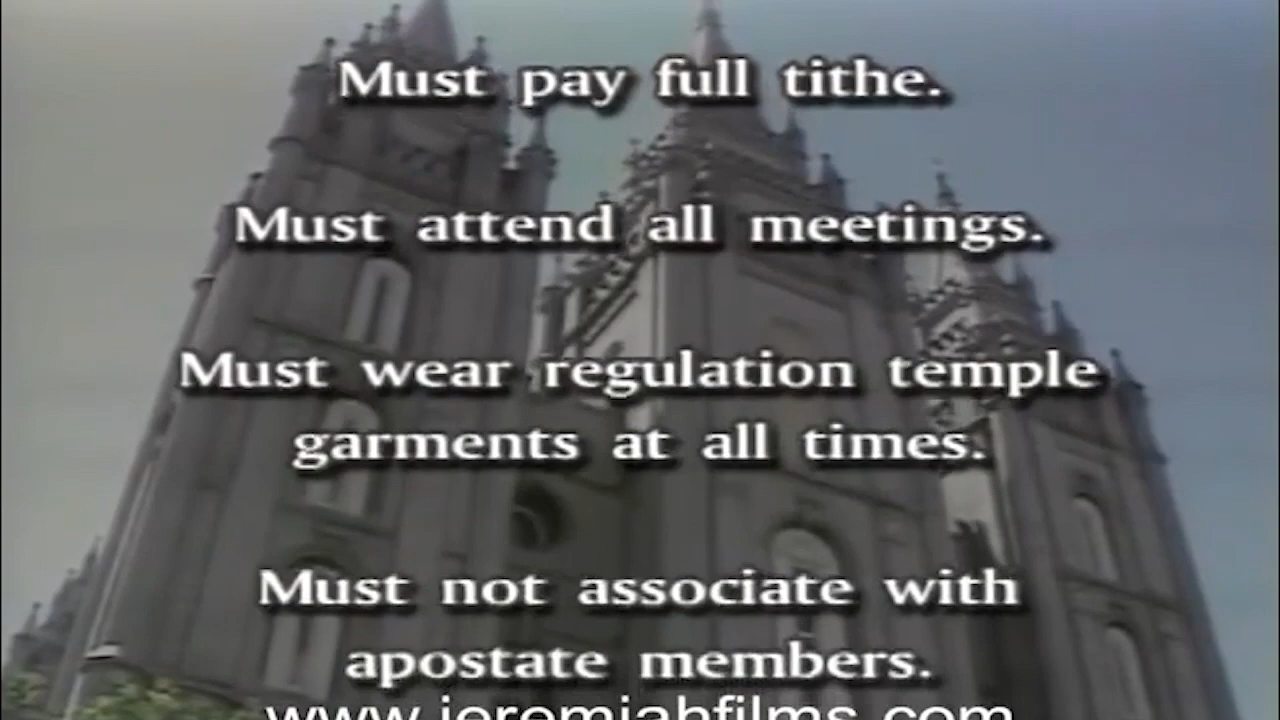 Must pay full tithe.
Must attend all meetings.
Must wear regulation temple
garments at all times.
Must not associate with
apostate members.
www.jeremiahfilms.com